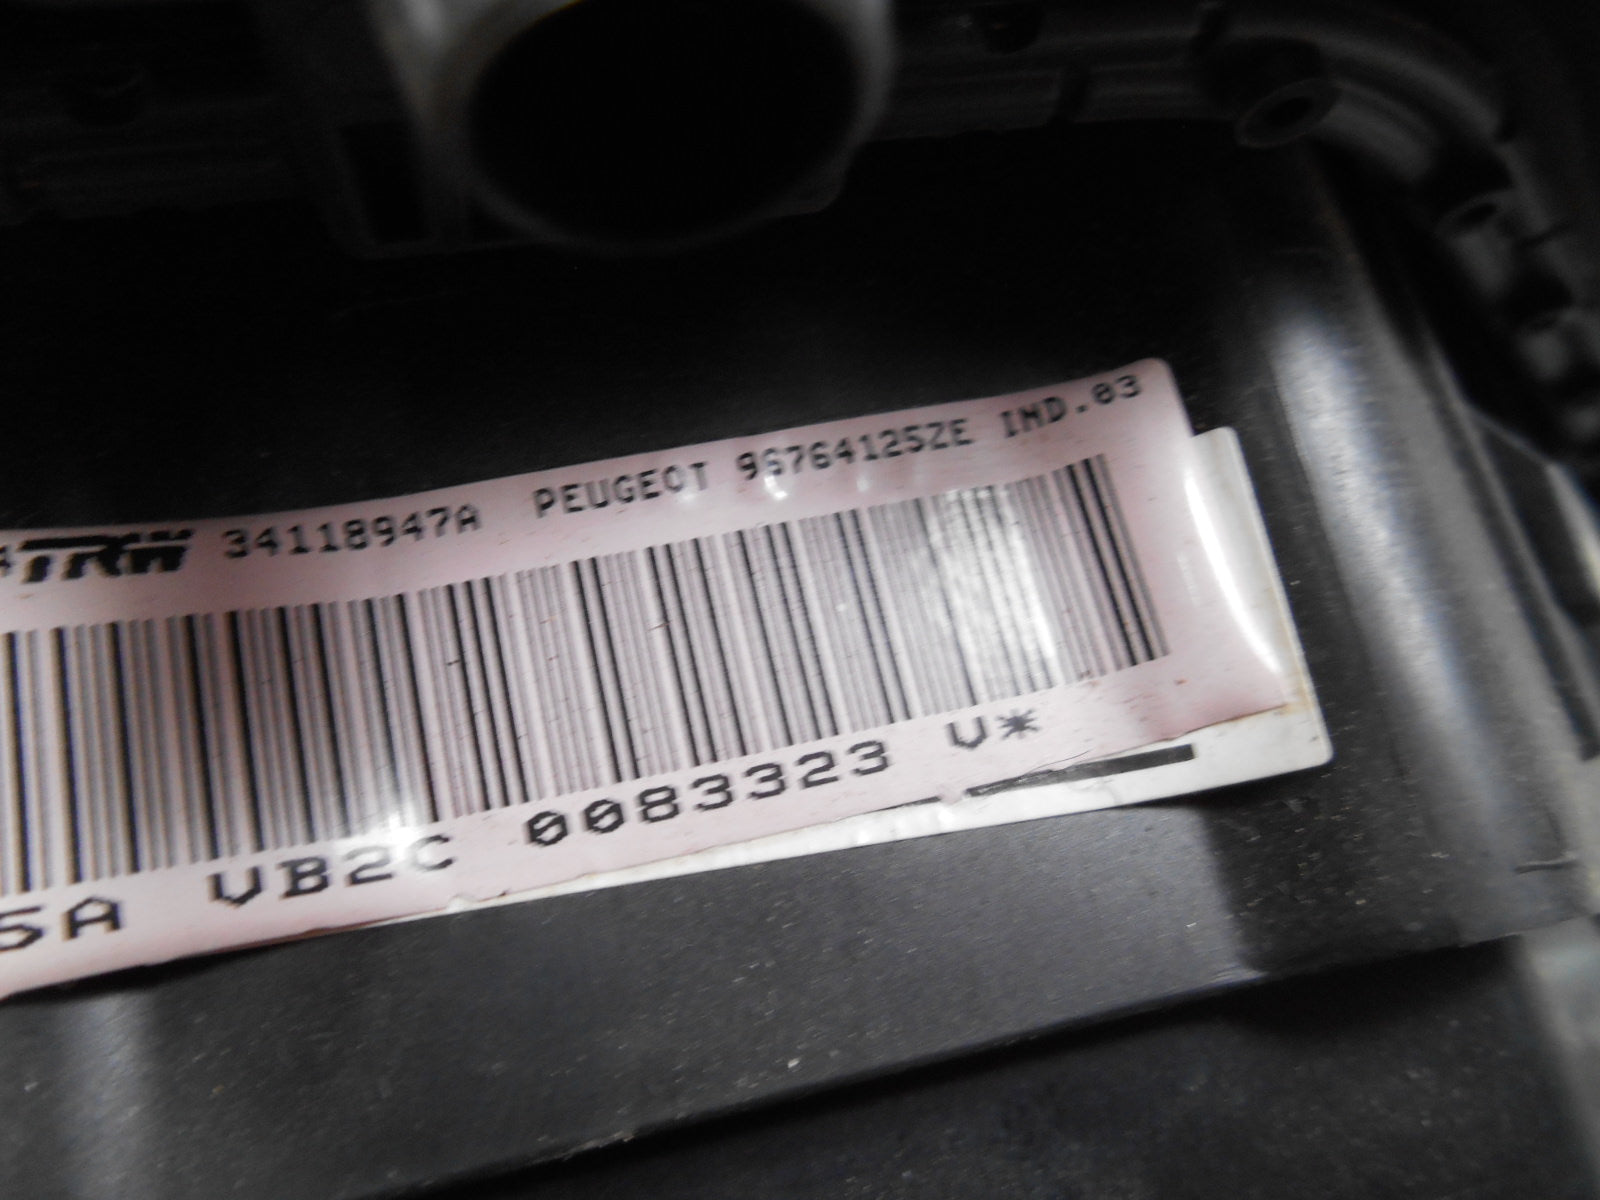 TRW 34118947A PEUGEOT 96764125ZE IND.03
5A VB2C 0083323 V*